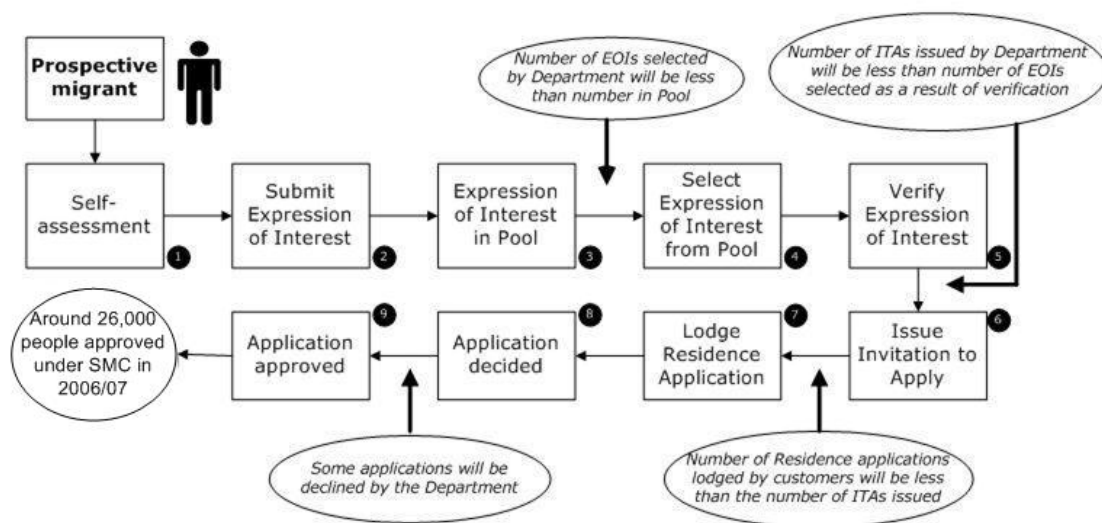 Prospective
migrant
Number of EOIs selected
by Department will be less
than number in Pool
Number of ITAs issued by Department
will be less than number of EOIs
selected as a result of verification
Self-
assessment
1
Submit
Expression
of Interest
2
Expression
of Interest
in Pool
3
Select
Expression
of Interest
from Pool
4
Verify
Expression
of Interest
5
Issue
Invitation to
Apply
6
Lodge
Residence
Application
7
Application
decided
8
Application
approved
9
Around 26,000
people approved
under SMC in
2006/07
Some applications will be
declined by the Department
Number of Residence applications
lodged by customers will be less
than the number of ITAs issued